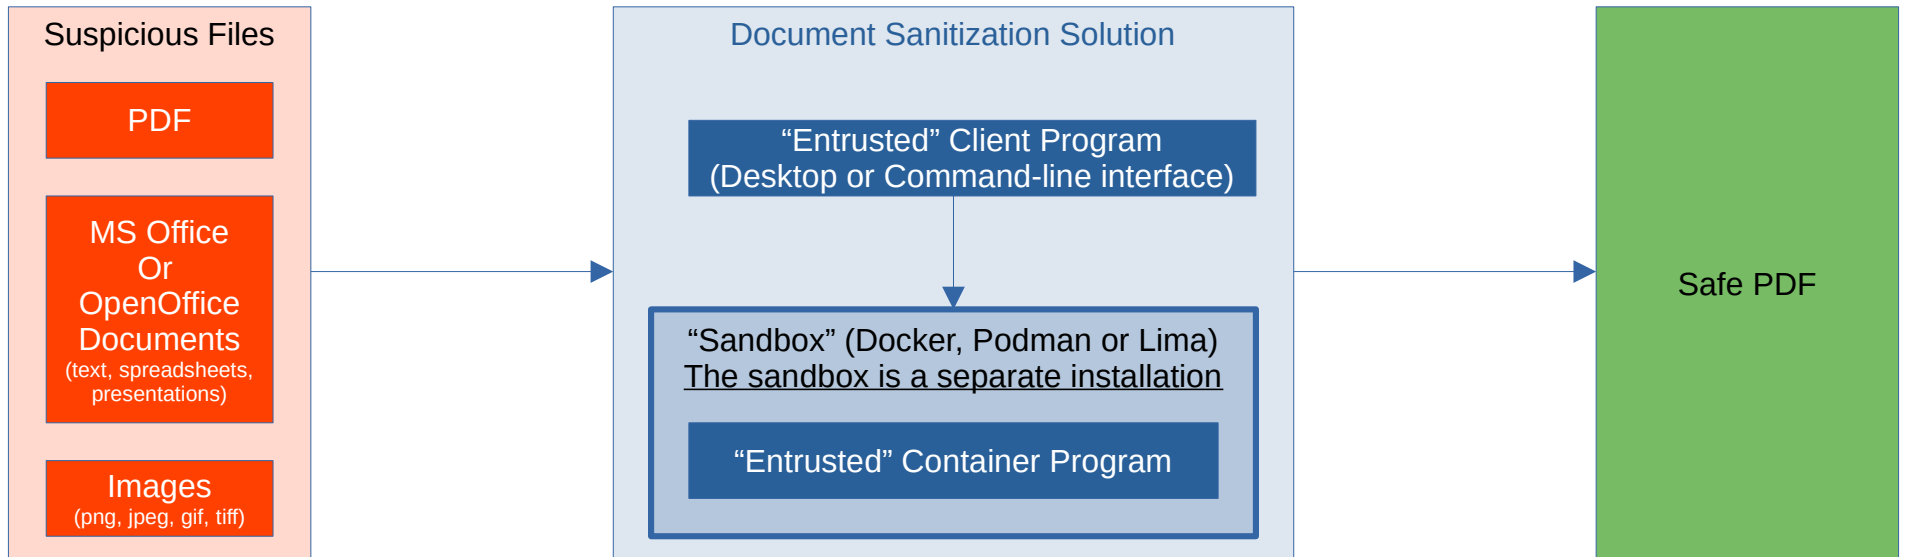 Suspicious Files
PDF
MS Office
Or
OpenOffice
Documents
(text, spreadsheets,
presentations)
Images
(png, jpeg, gif, tiff)
Document Sanitization Solution
“Entrusted” Client Program
(Desktop or Command-line interface)
“Sandbox” (Docker, Podman or Lima)
The sandbox is a separate installation
“Entrusted” Container Program
Safe PDF